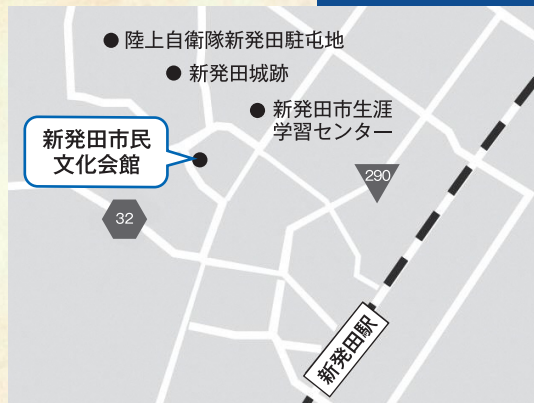 陸上自衛隊新発田駐屯地
新発田城跡
新発田市生涯
学習センター
新発田市民
文化会館
290
32
新発田駅